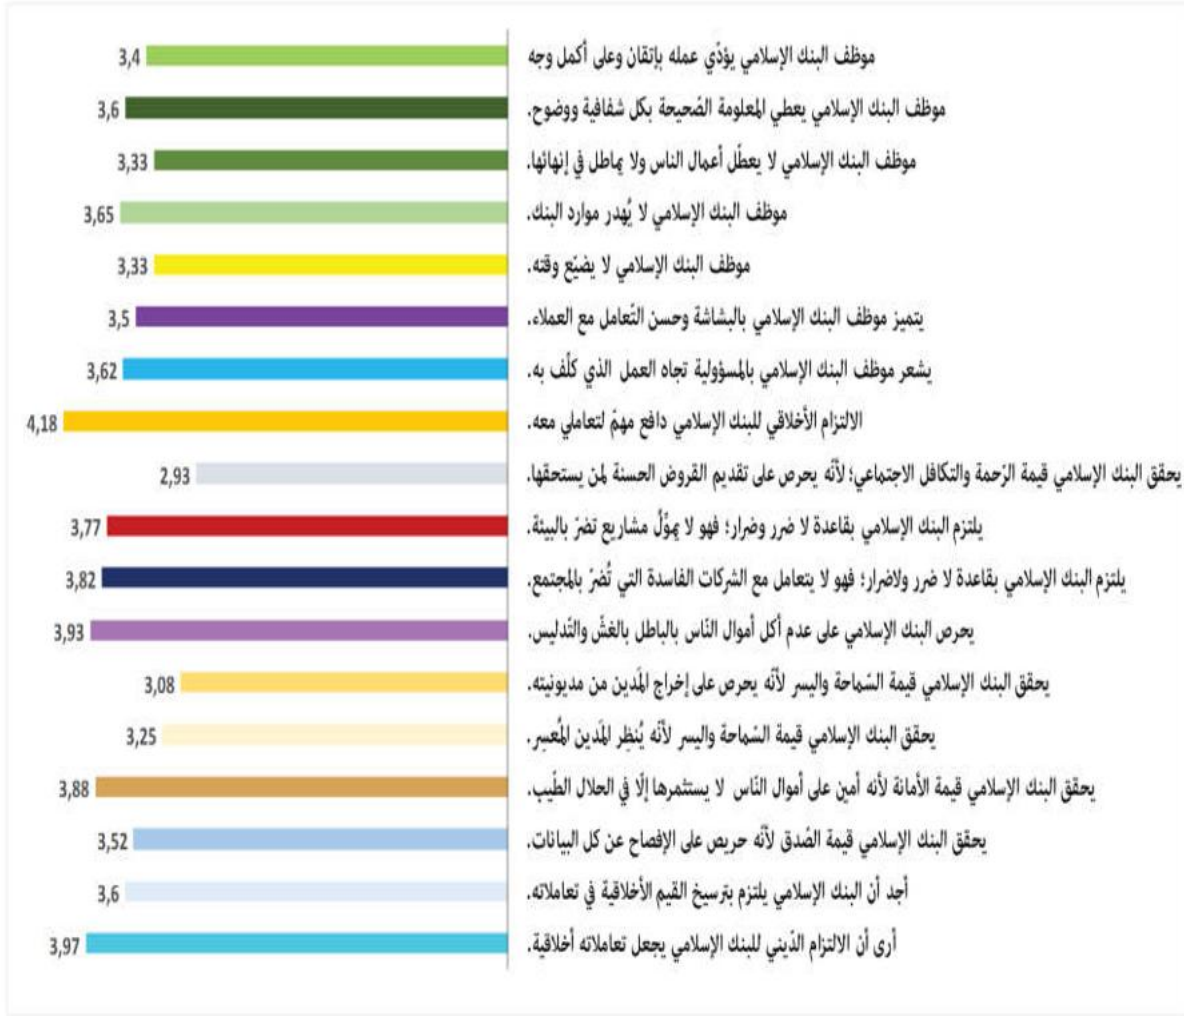 موظف البنك الإسلامي يؤدّي عمله بإتقان وعلى أكمل وجه 3,4
موظف البنك الإسلامي يعطي المعلومة الصّحيحة بكل شفافية ووضوح. 3,6
موظف البنك الإسلامي لا يعطّل أعمال الناس ولا يماطل في إنهائها. 3,33
موظف البنك الإسلامي لا يُهدر موارد البنك. 3,65
موظف البنك الإسلامي لا يضيّع وقته. 3,33
يتميز موظف البنك الإسلامي بالبشاشة وحسن التّعامل مع العملاء. 3,5
يشعر موظف البنك الإسلامي بالمسؤولية تجاه العمل الذي كلّف به. 3,62
الالتزام الأخلاقي للبنك الإسلامي دافع مهمّ لتعاملي معه. 4,18
يحقق البنك الإسلامي قيمة الرّحمة والتكافل الاجتماعي؛ لأنّه يحرص على تقديم القروض الحسنة لمن يستحقها. 2,93
يلتزم البنك الإسلامي بقاعدة لا ضرر وضرار؛ فهو لا يموّلُ مشاريع تضرّ بالبيئة. 3,77
يلتزم البنك الإسلامي بقاعدة لا ضرر ولاضرار؛ فهو لا يتعامل مع الشركات الفاسدة التي تُضرّ بالمجتمع. 3,82
يحرص البنك الإسلامي على عدم أكل أموال النّاس بالباطل بالغشّ والتّدليس. 3,93
يحقق البنك الإسلامي قيمة السّماحة واليسر لأنّه يحرص على إخراج المَدين من مديونيته. 3,08
يحقق البنك الإسلامي قيمة السّماحة واليسر لأنّه يُنظِر المَدين المُعسِر. 3,25
يحقق البنك الإسلامي قيمة الأمانة لأنه أمين على أموال النّاس لا يستثمرها إلّا في الحلال الطّيب. 3,88
يحقق البنك الإسلامي قيمة الصّدق لأنّه حريص على الإفصاح عن كل البيانات. 3,52
أجد أن البنك الإسلامي يلتزم بترسيخ القيم الأخلاقية في تعاملاته. 3,6
أرى أن الالتزام الدّيني للبنك الإسلامي يجعل تعاملاته أخلاقية. 3,97